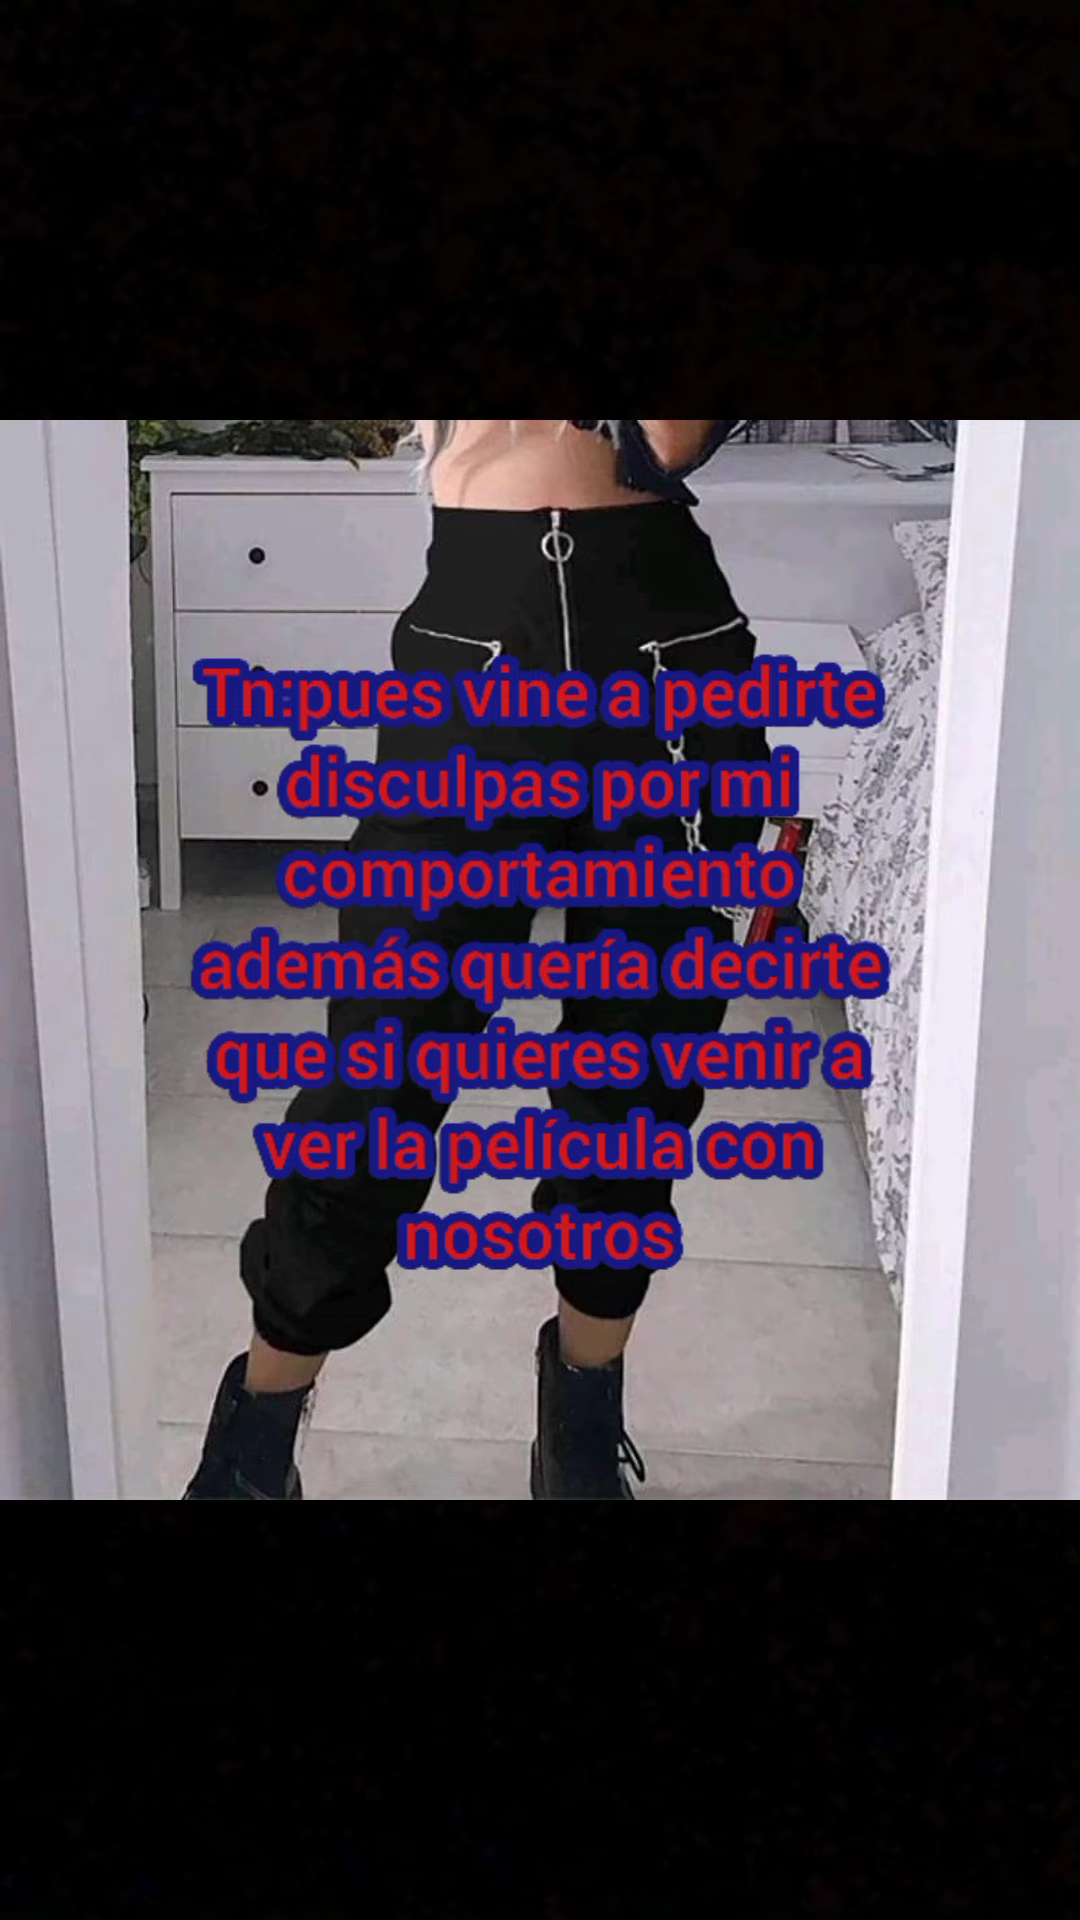 Tn:pues vine a pedirte
disculpas por mi
comportamiento
además quería decirte
que si quieres venir a
ver la película con
nosotros